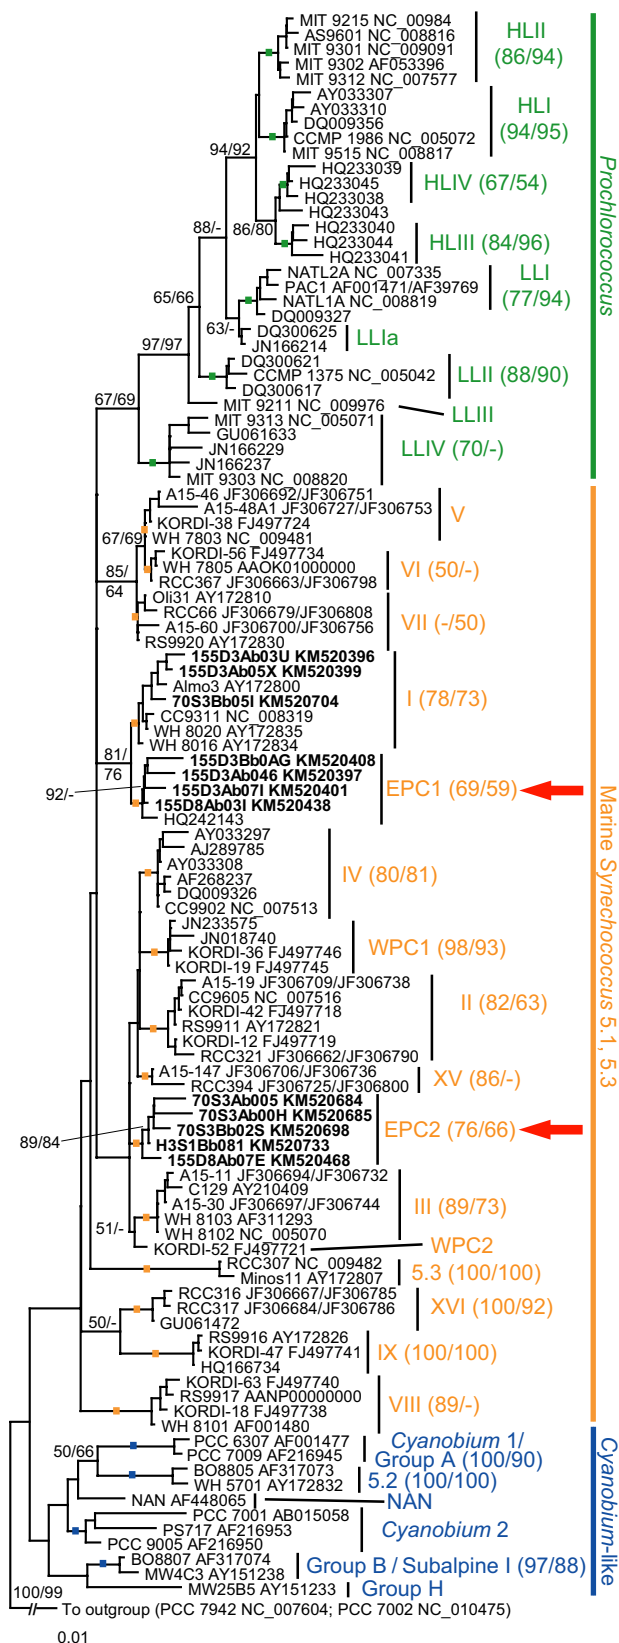 MIT 9215 NC_00984
AS9601 NC_008816
MIT 9301 NC_009091
MIT 9302 AF053396
MIT 9312 NC_007577
HLII
(86/94)
AY033307
AY033310
DQ009356
CCMP 1986 NC_005072
MIT 9515 NC_008817
HLI
(94/95)
94/92
HQ233039
HQ233045
HQ233038
HQ233043
HLIV (67/54)
88/-
86/80
HQ233040
HQ233044
HQ233041
HLIII (84/96)
NATL2A NC_007335
PAC1 AF001471/AF39769
NATL1A NC_008819
DQ009327
LLI
(77/94)
65/66
63/-
DQ300625
JN166214
LLIa
97/97
DQ300621
CCMP 1375 NC_005042
DQ300617
LLII (88/90)
67/69
MIT 9211 NC_009976
LLIII
MIT 9313 NC_005071
GU061633
JN166229
JN166237
MIT 9303 NC_008820
LLIV (70/-)
Prochlorococcus
A15-46 JF306692/JF306751
A15-48A1 JF306727/JF306753
KORDI-38 FJ497724
WH 7803 NC_009481
V
67/69
KORDI-56 FJ497734
WH 7805 AAOK01000000
RCC367 JF306663/JF306798
VI (50/-)
85/
64
Oli31 AY172810
RCC66 JF306679/JF306808
A15-60 JF306700/JF306756
RS9920 AY172830
VII (-/50)
155D3Ab03U KM520396
155D3Ab05X KM520399
Almo3 AY172800
70S3Bb05I KM520704
CC9311 NC_008319
WH 8020 AY172835
WH 8016 AY172834
I (78/73)
81/
76
92/-
155D3Bb0AG KM520408
155D3Ab046 KM520397
155D3Ab07I KM520401
155D8Ab03I KM520438
HQ242143
EPC1 (69/59)
AY033297
AJ289785
AY033308
AF268237
DQ009326
CC9902 NC_007513
IV (80/81)
JN233575
JN018740
KORDI-36 FJ497746
KORDI-19 FJ497745
WPC1 (98/93)
A15-19 JF306709/JF306738
CC9605 NC_007516
KORDI-42 FJ497718
RS9911 AY172821
KORDI-12 FJ497719
RCC321 JF306662/JF306790
II (82/63)
A15-147 JF306706/JF306736
RCC394 JF306725/JF306800
XV (86/-)
70S3Ab005 KM520684
70S3Ab00H KM520685
70S3Bb02S KM520698
H3S1Bb081 KM520733
155D8Ab07E KM520468
EPC2 (76/66)
89/84
A15-11 JF306694/JF306732
C129 AY210409
A15-30 JF306697/JF306744
WH 8103 AF311293
WH 8102 NC_005070
III (89/73)
51/-
KORDI-52 FJ497721
WPC2
RCC307 NC_009482
Minos11 AY172807
5.3 (100/100)
RCC316 JF306667/JF306785
RCC317 JF306684/JF306786
GU061472
XVI (100/92)
50/-
RS9916 AY172826
KORDI-47 FJ497741
HQ166734
IX (100/100)
KORDI-63 FJ497740
RS9917 AANP00000000
KORDI-18 FJ497738
WH 8101 AF001480
VIII (89/-)
Marine Synechococcus 5.1, 5.3
PCC 6307 AF001477
PCC 7009 AF216945
Cyanobium 1/
Group A (100/90)
50/66
BO8805 AF317073
WH 5701 AY172832
5.2 (100/100)
NAN AF448065
NAN
PCC 7001 AB015058
PS717 AF216953
PCC 9005 AF216950
Cyanobium 2
BO8807 AF317074
MW4C3 AY151238
Group B / Subalpine I (97/88)
MW25B5 AY151233
Group H
Cyanobium-like
100/99
To outgroup (PCC 7942 NC_007604; PCC 7002 NC_010475)
0.01